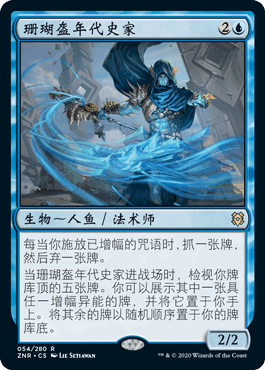 珊瑚盔年代史家 2
生物～人鱼／法术师
每当你施放已增幅的咒语时，抓一张牌，
然后弃一张牌。
当珊瑚盔年代史家进战场时，检视你牌
库顶的五张牌。你可以展示其中一张具
任一增幅异能的牌，并将它置于你手
上。将其余的牌以随机顺序置于你的牌
库底。
2/2
054/280 R
ZNR • CS LIE SETIAWAN
™ & © 2020 Wizards of the Coast